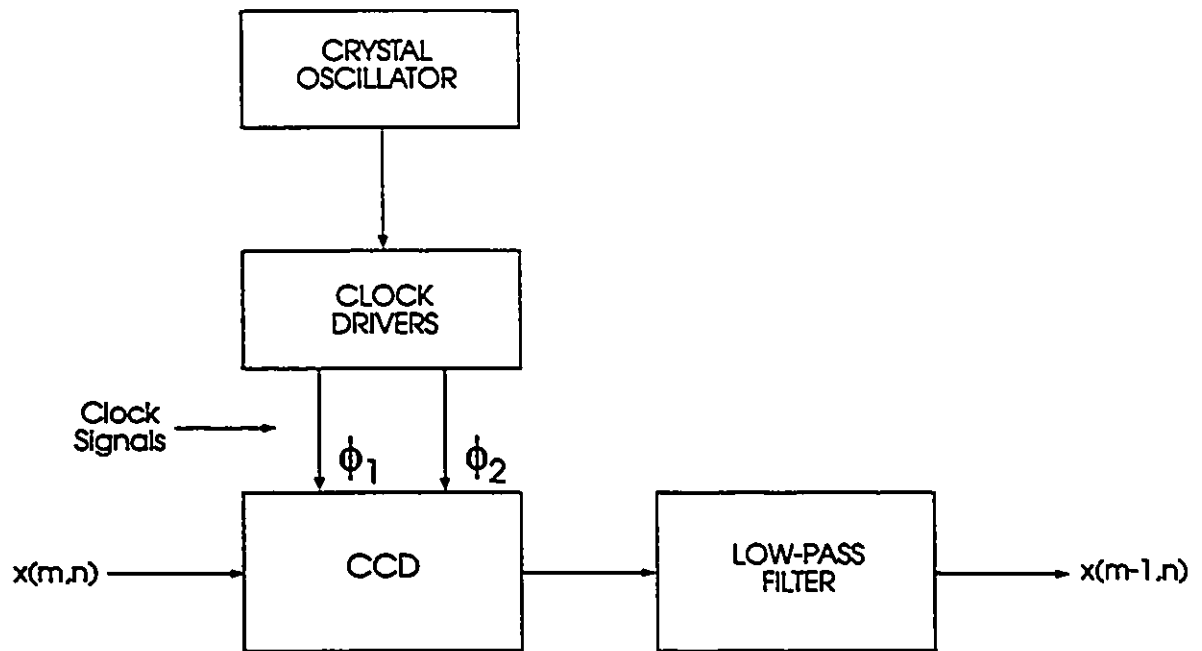 CRYSTAL
OSCILLATOR
CLOCK
DRIVERS
Clock
Signals
ϕ1 ϕ2
x(m,n)
CCD
LOW-PASS
FILTER
x(m-1,n)